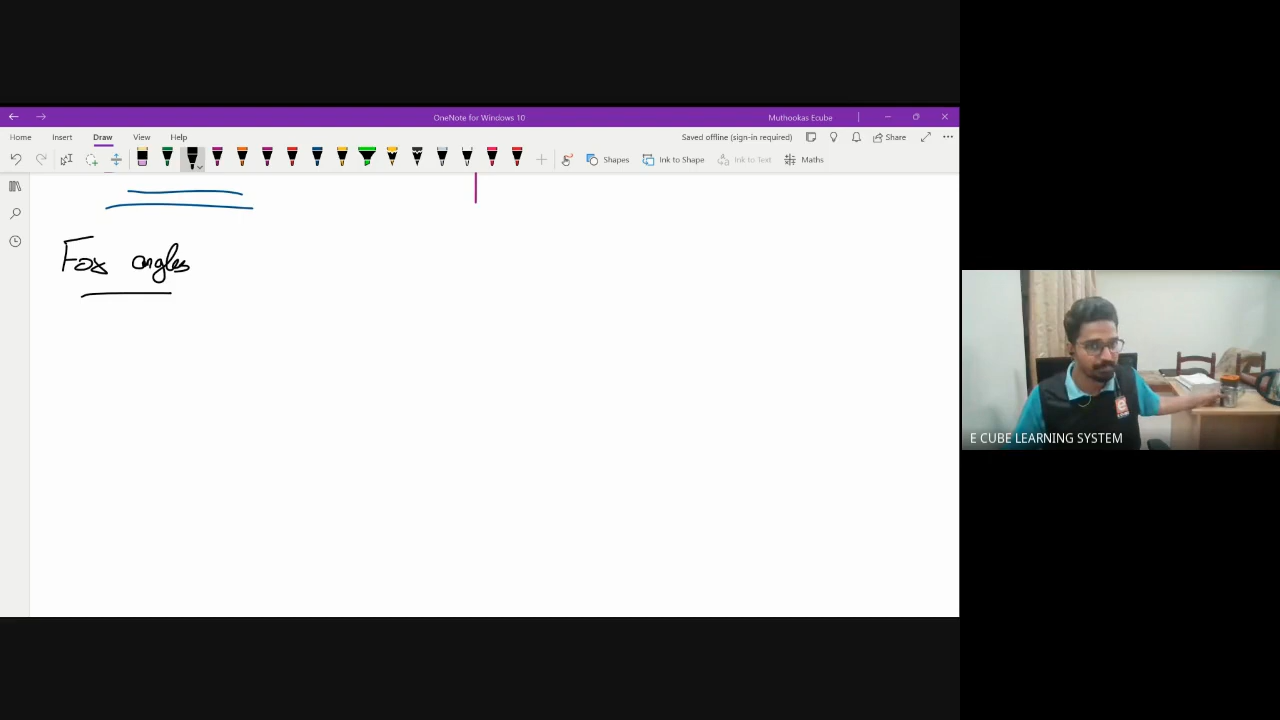 OneNote for Windows 10
Muthookas Ecube
Home Insert Draw View Help
Saved offline (sign-in required)
Share
Shapes
Ink to Shape
Ink to Text
Maths
For angles
E CUBE LEARNING SYSTEM